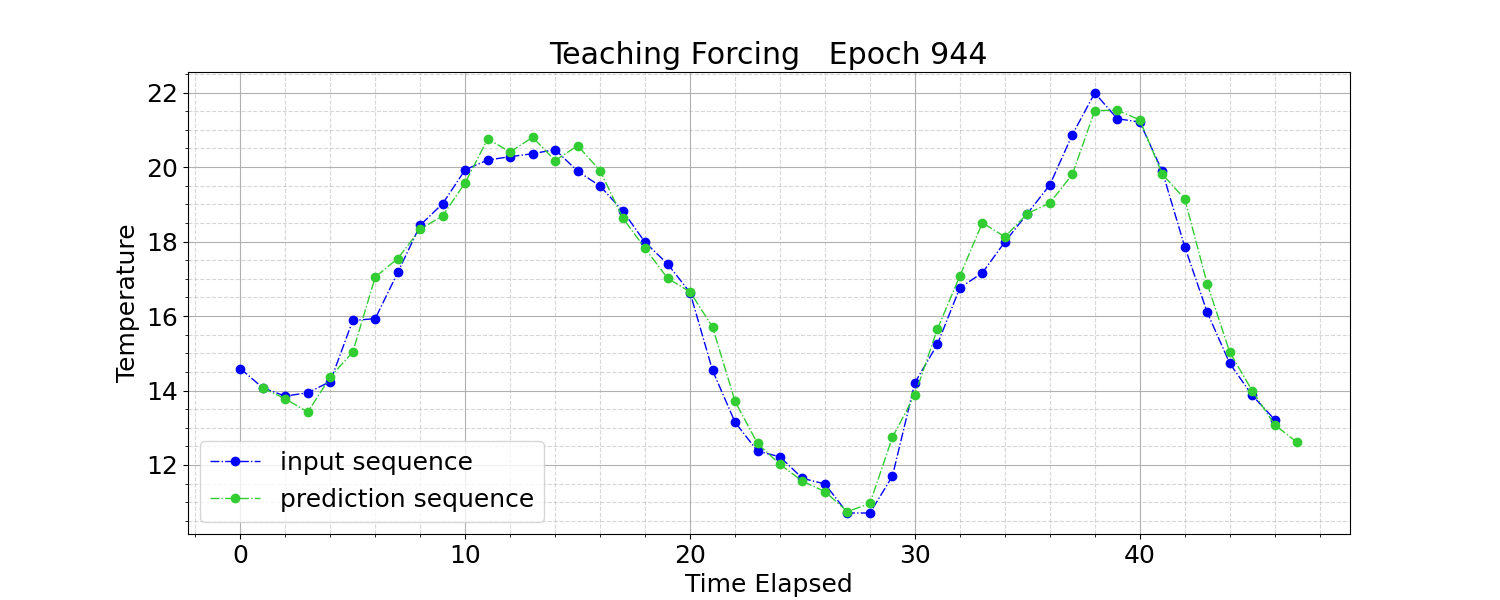 Teaching Forcing   Epoch 944
Temperature
22
20
18
16
14
12
input sequence
prediction sequence
0 10 20 30 40
Time Elapsed